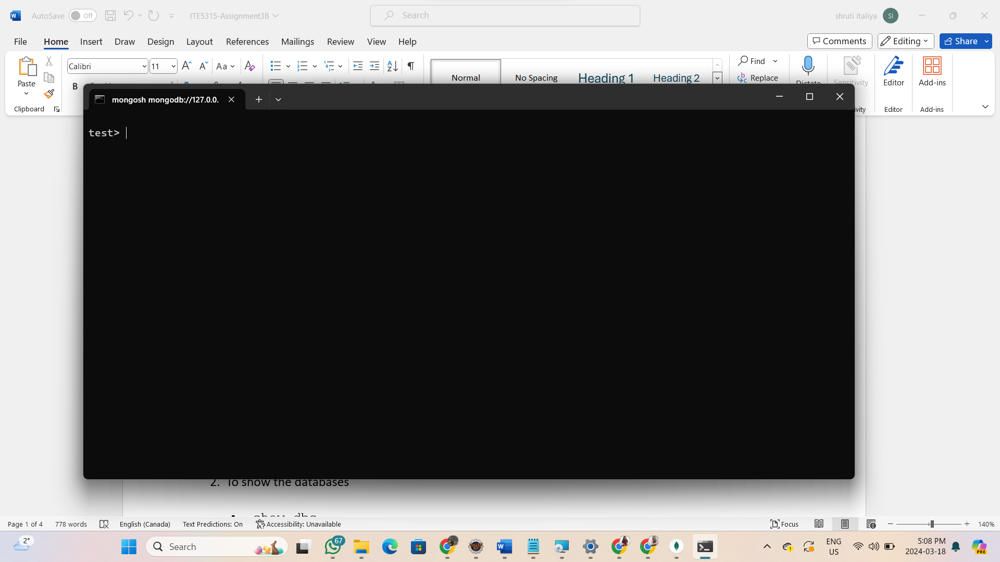 AutoSave Off ITE5315-Assignment3B Search shruti italiya SI
File Home Insert Draw Design Layout References Mailings Review View Help Comments Editing Share
Calibri 11 Aa Find
Paste Normal No Spacing Heading 1 Heading 2 Replace Dictate Sensitivity Editor Add-ins
B
Clipboard Editor Add-ins
mongosh mongodb://127.0.0.
test>
2. To show the databases
• show dbs
Page 1 of 4 778 words English (Canada) Text Predictions: On Accessibility: Unavailable Focus 140%
2° Search 67 ENG
US
5:08 PM
2024-03-18
PRE